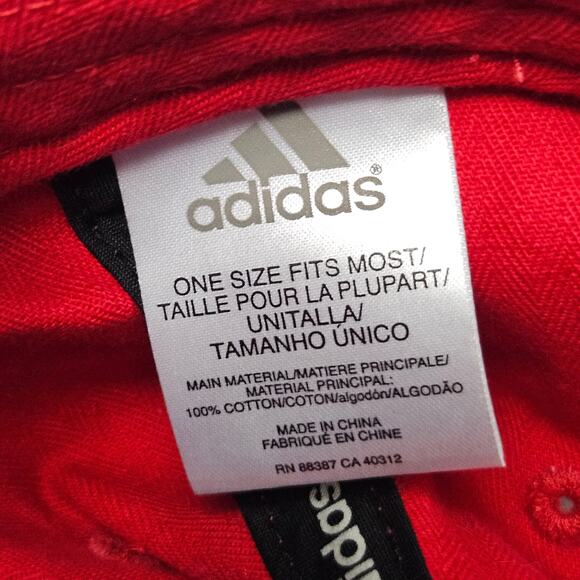 adidas®
ONE SIZE FITS MOST/
TAILLE POUR LA PLUPART/
UNITALLA/
TAMANHO ÚNICO
MAIN MATERIAL/MATIERE PRINCIPALE/
MATERIAL PRINCIPAL:
100% COTTON/COTON/algodón/ALGODÃO
MADE IN CHINA
FABRIQUÉ EN CHINE
RN 88387 CA 40312
idas